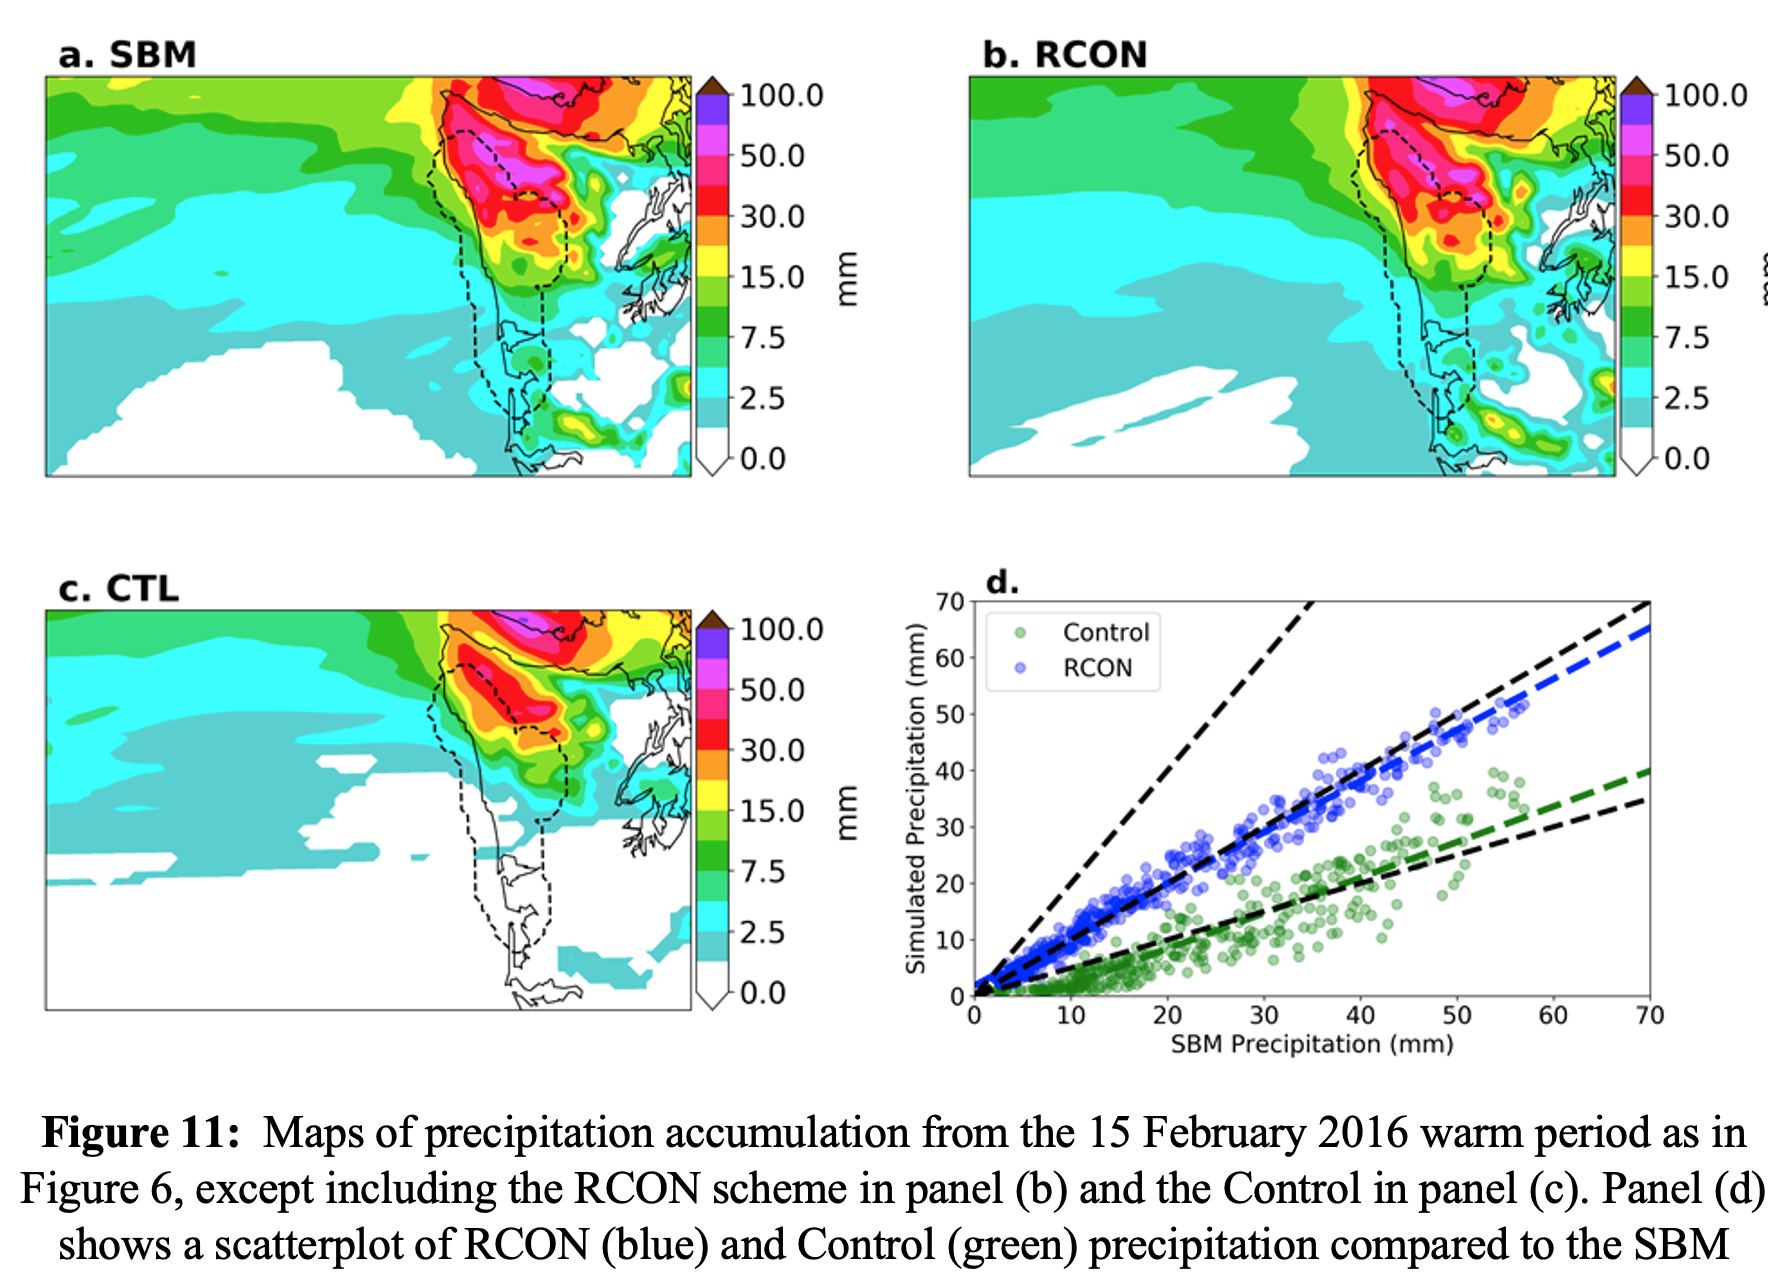 a. SBM
100.0
50.0
30.0
15.0
7.5
2.5
0.0
mm
b. RCON
100.0
50.0
30.0
15.0
7.5
2.5
0.0
c. CTL
100.0
50.0
30.0
15.0
7.5
2.5
0.0
mm
d.
70
60
50
40
30
20
10
0
Simulated Precipitation (mm)
Control
RCON
0 10 20 30 40 50 60 70
SBM Precipitation (mm)
Figure 11: Maps of precipitation accumulation from the 15 February 2016 warm period as in
Figure 6, except including the RCON scheme in panel (b) and the Control in panel (c). Panel (d)
shows a scatterplot of RCON (blue) and Control (green) precipitation compared to the SBM